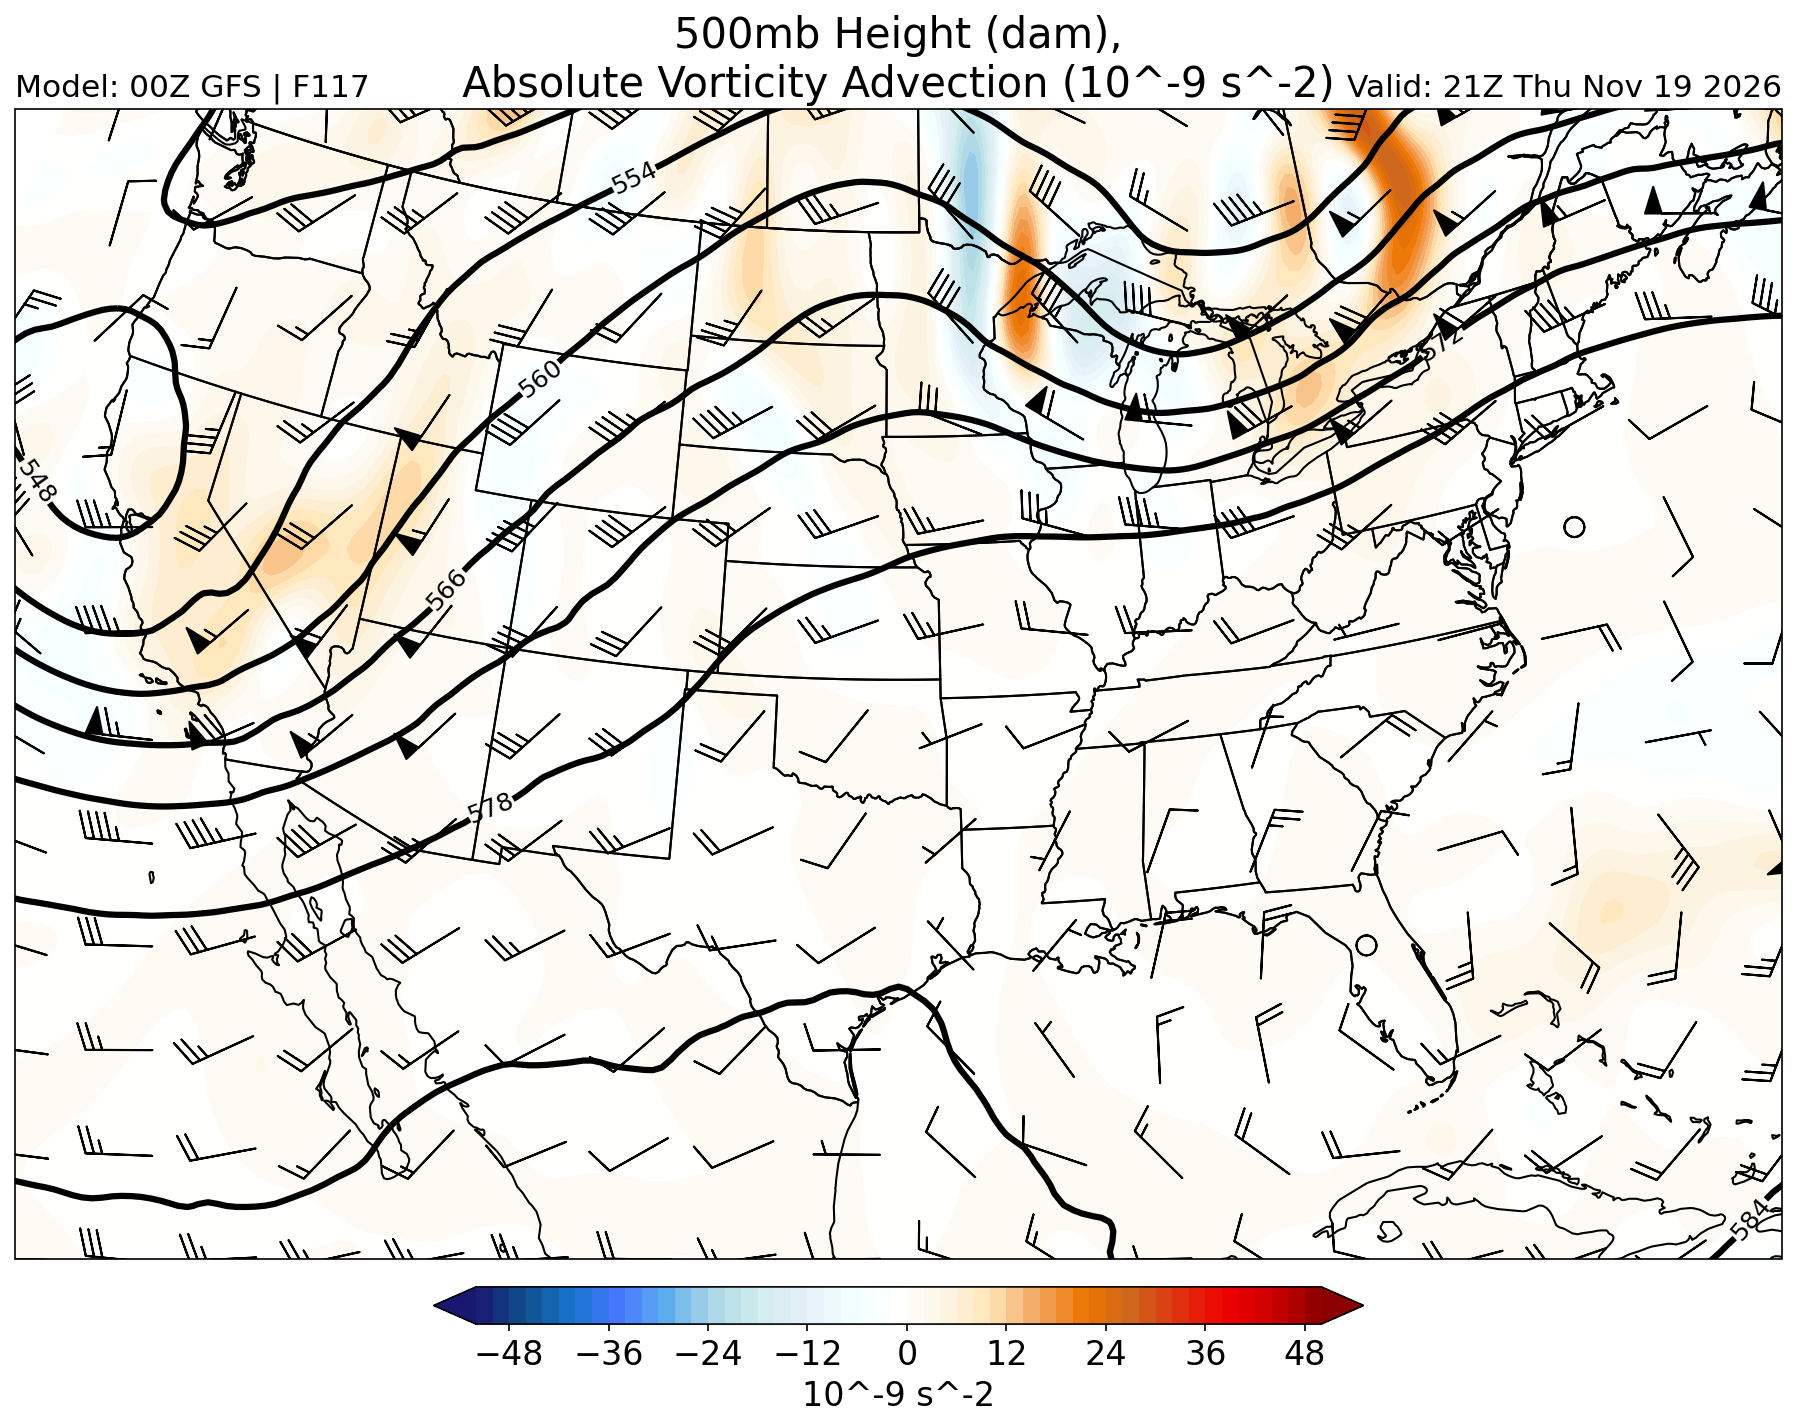 500mb Height (dam),
Model: 00Z GFS | F117
Absolute Vorticity Advection (10^-9 s^-2)
Valid: 21Z Thu Nov 19 2026
554
560
572
548
566
578
584
−48 −36 −24 −12 0 12 24 36 48
10^-9 s^-2